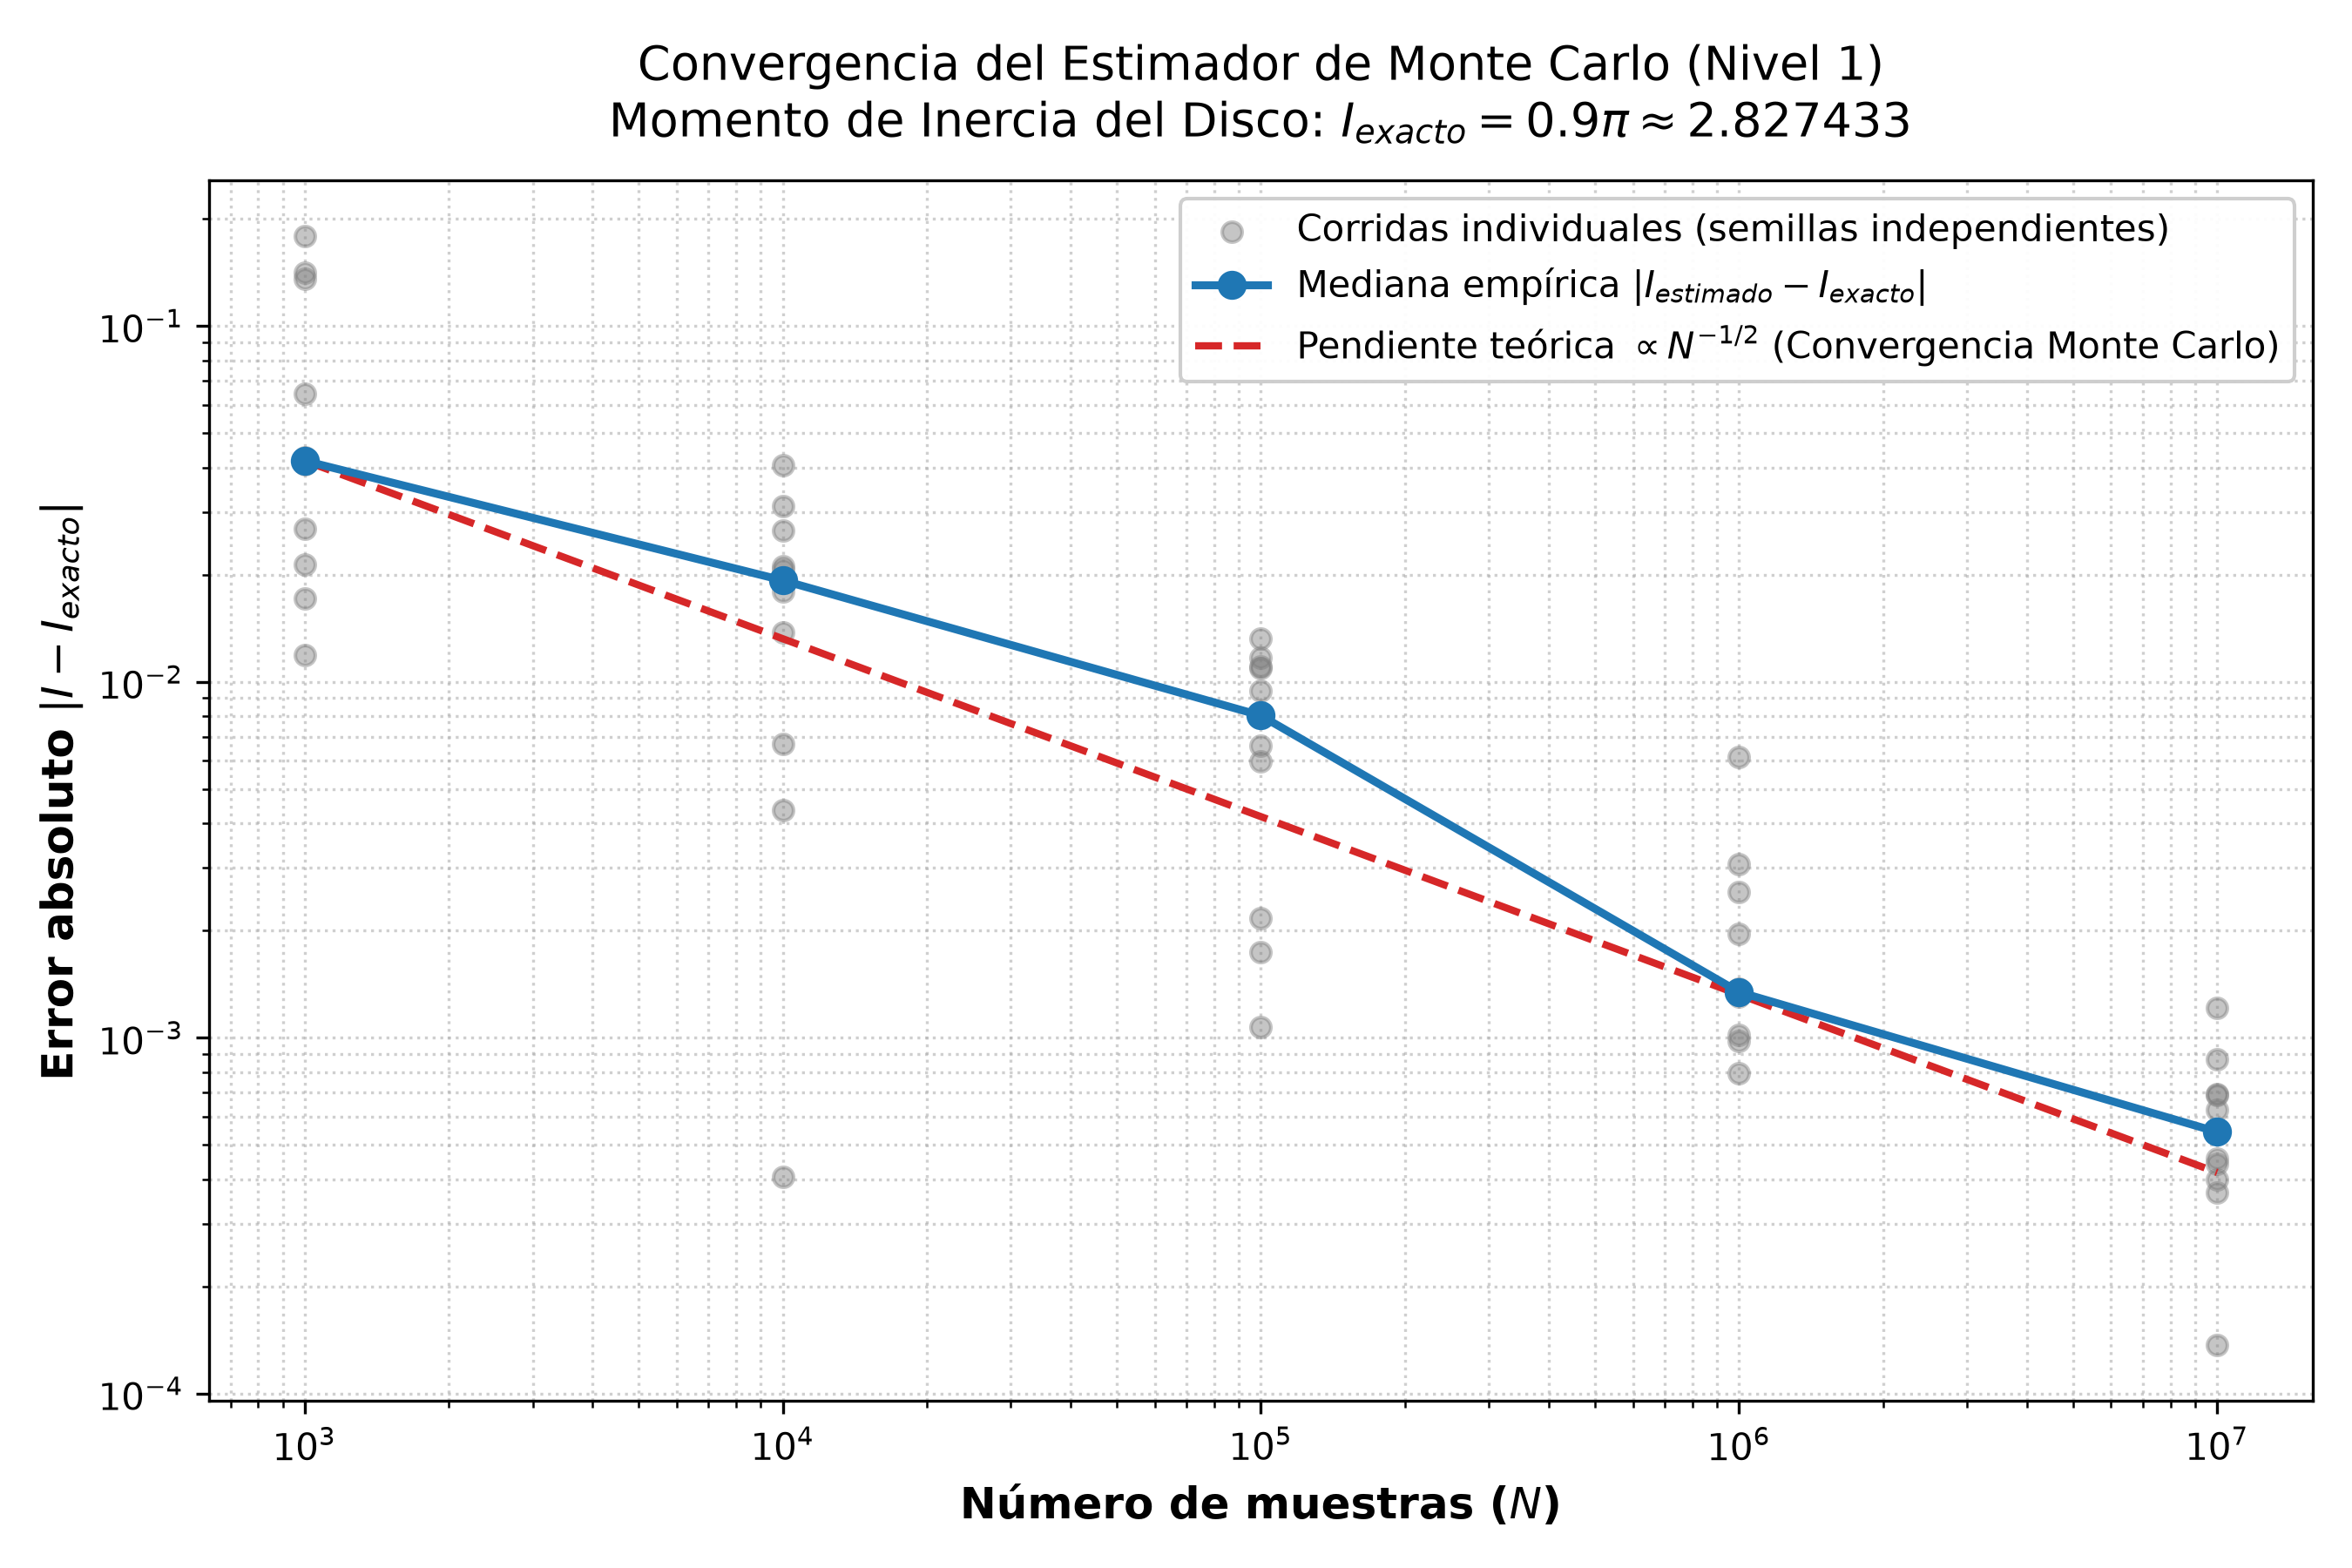 Convergencia del Estimador de Monte Carlo (Nivel 1)
Momento de Inercia del Disco: I_exacto = 0.9π ≈ 2.827433
Corridas individuales (semillas independientes)
Mediana empírica |I_estimado − I_exacto|
Pendiente teórica ∝ N^−1/2 (Convergencia Monte Carlo)
Error absoluto |I − I_exacto|
10^−1
10^−2
10^−3
10^−4
10^3 10^4 10^5 10^6 10^7
Número de muestras (N)